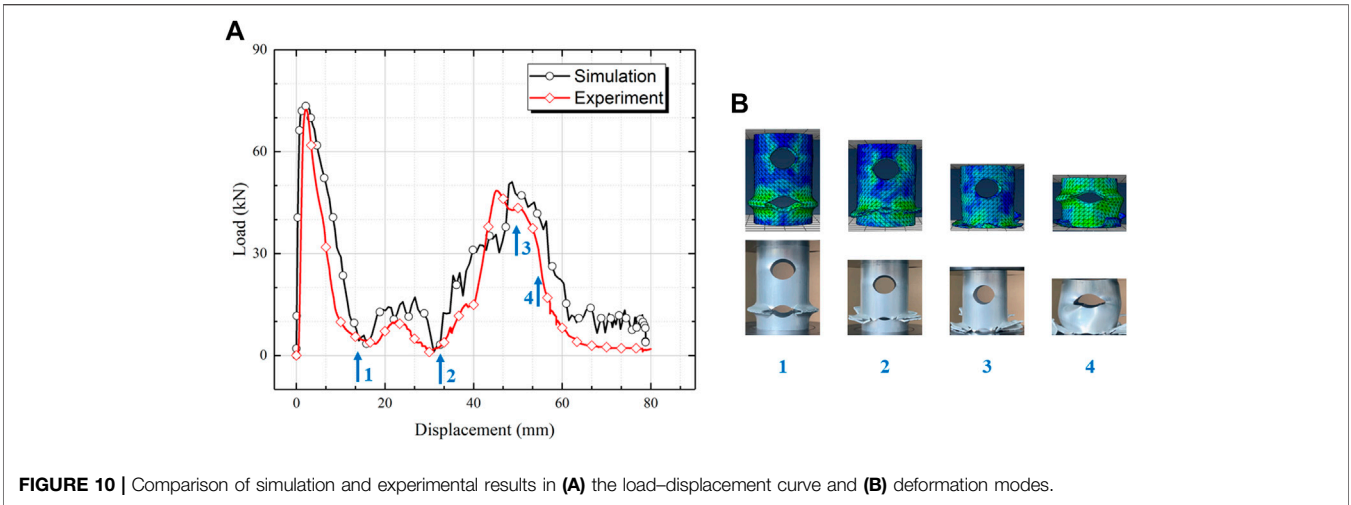 A
90
60
30
0
Load (kN)
Simulation
Experiment
1
2
3
4
0
20
40
60
80
Displacement (mm)
B
1
2
3
4
FIGURE 10 | Comparison of simulation and experimental results in (A) the load–displacement curve and (B) deformation modes.